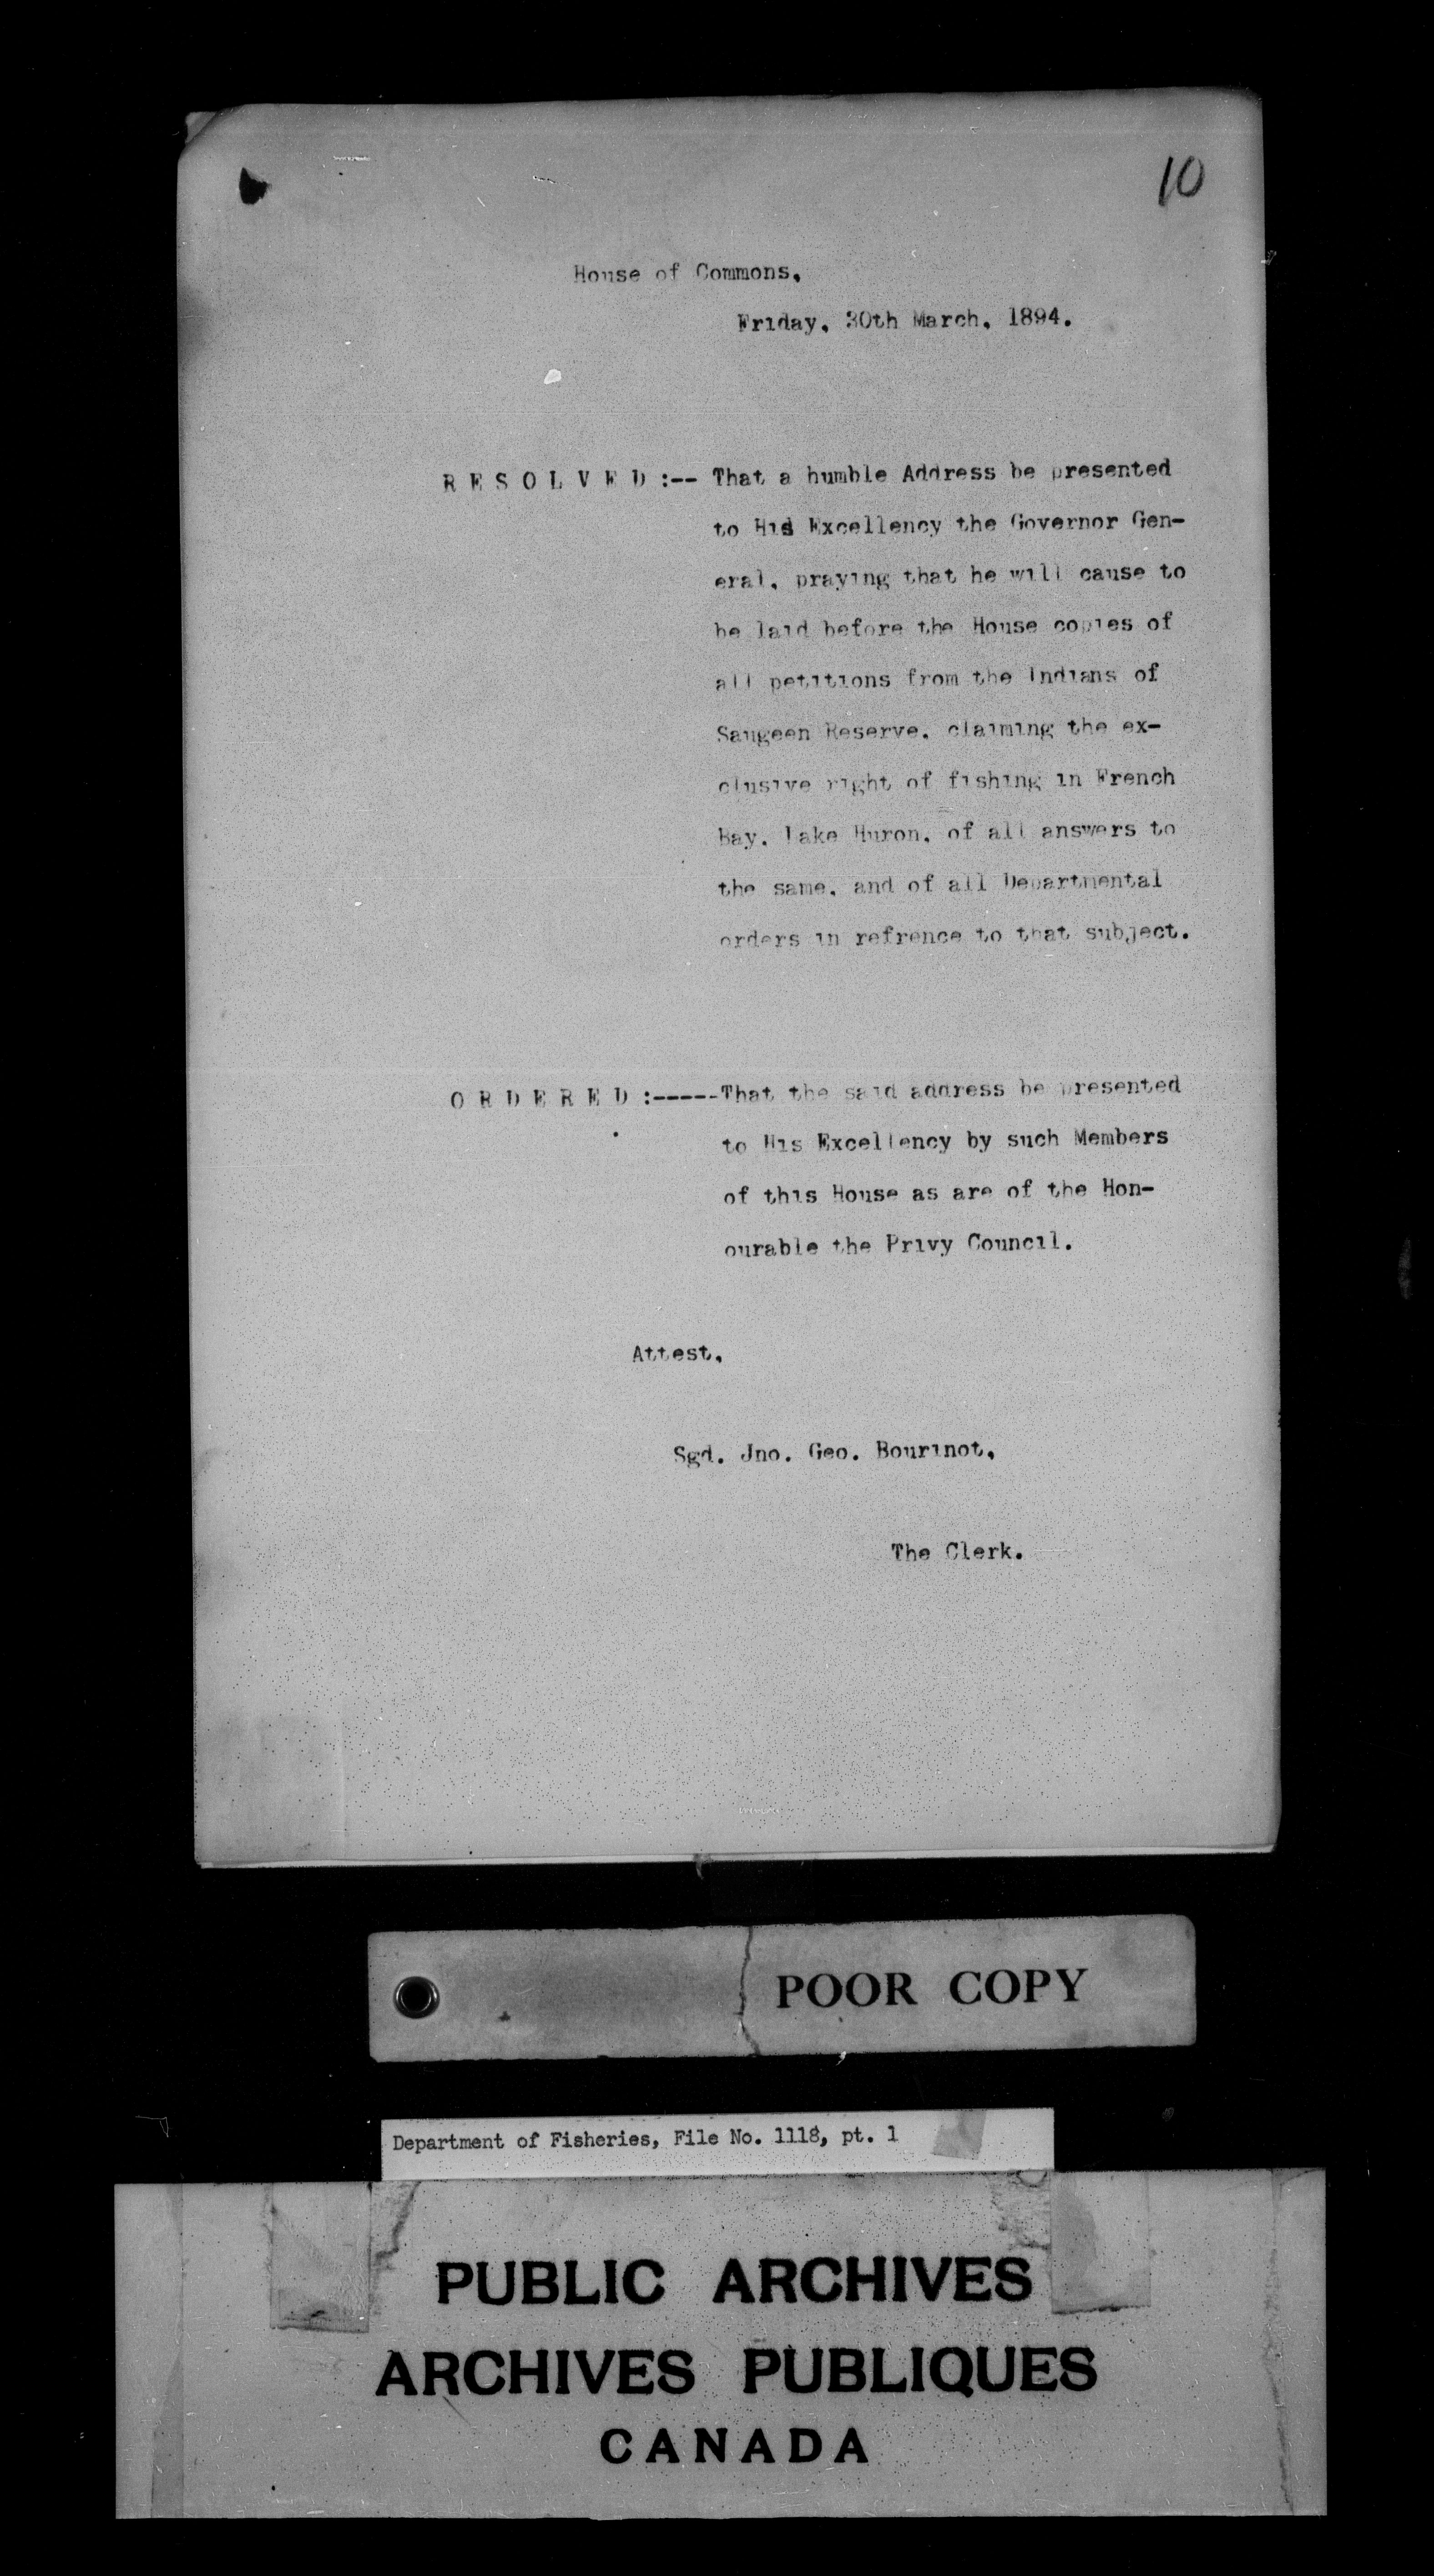 10
House of Commons,
Friday, 30th March, 1894.
R E S O L V E D :-- That a humble Address be presented
to His Excellency the Governor Gen-
eral, praying that he will cause to
be laid before the House copies of
all petitions from the Indians of
Saugeen Reserve, claiming the ex-
clusive right of fishing in French
Bay, Lake Huron, of all answers to
the same, and of all Departmental
orders in refrence to that subject.
O R D E R E D :-----That the said address be presented
to His Excellency by such Members
of this House as are of the Hon-
ourable the Privy Council.
Attest,
Sgd. Jno. Geo. Bourinot,
The Clerk.
POOR COPY
Department of Fisheries, File No. 1118, pt. 1
PUBLIC ARCHIVES
ARCHIVES PUBLIQUES
CANADA